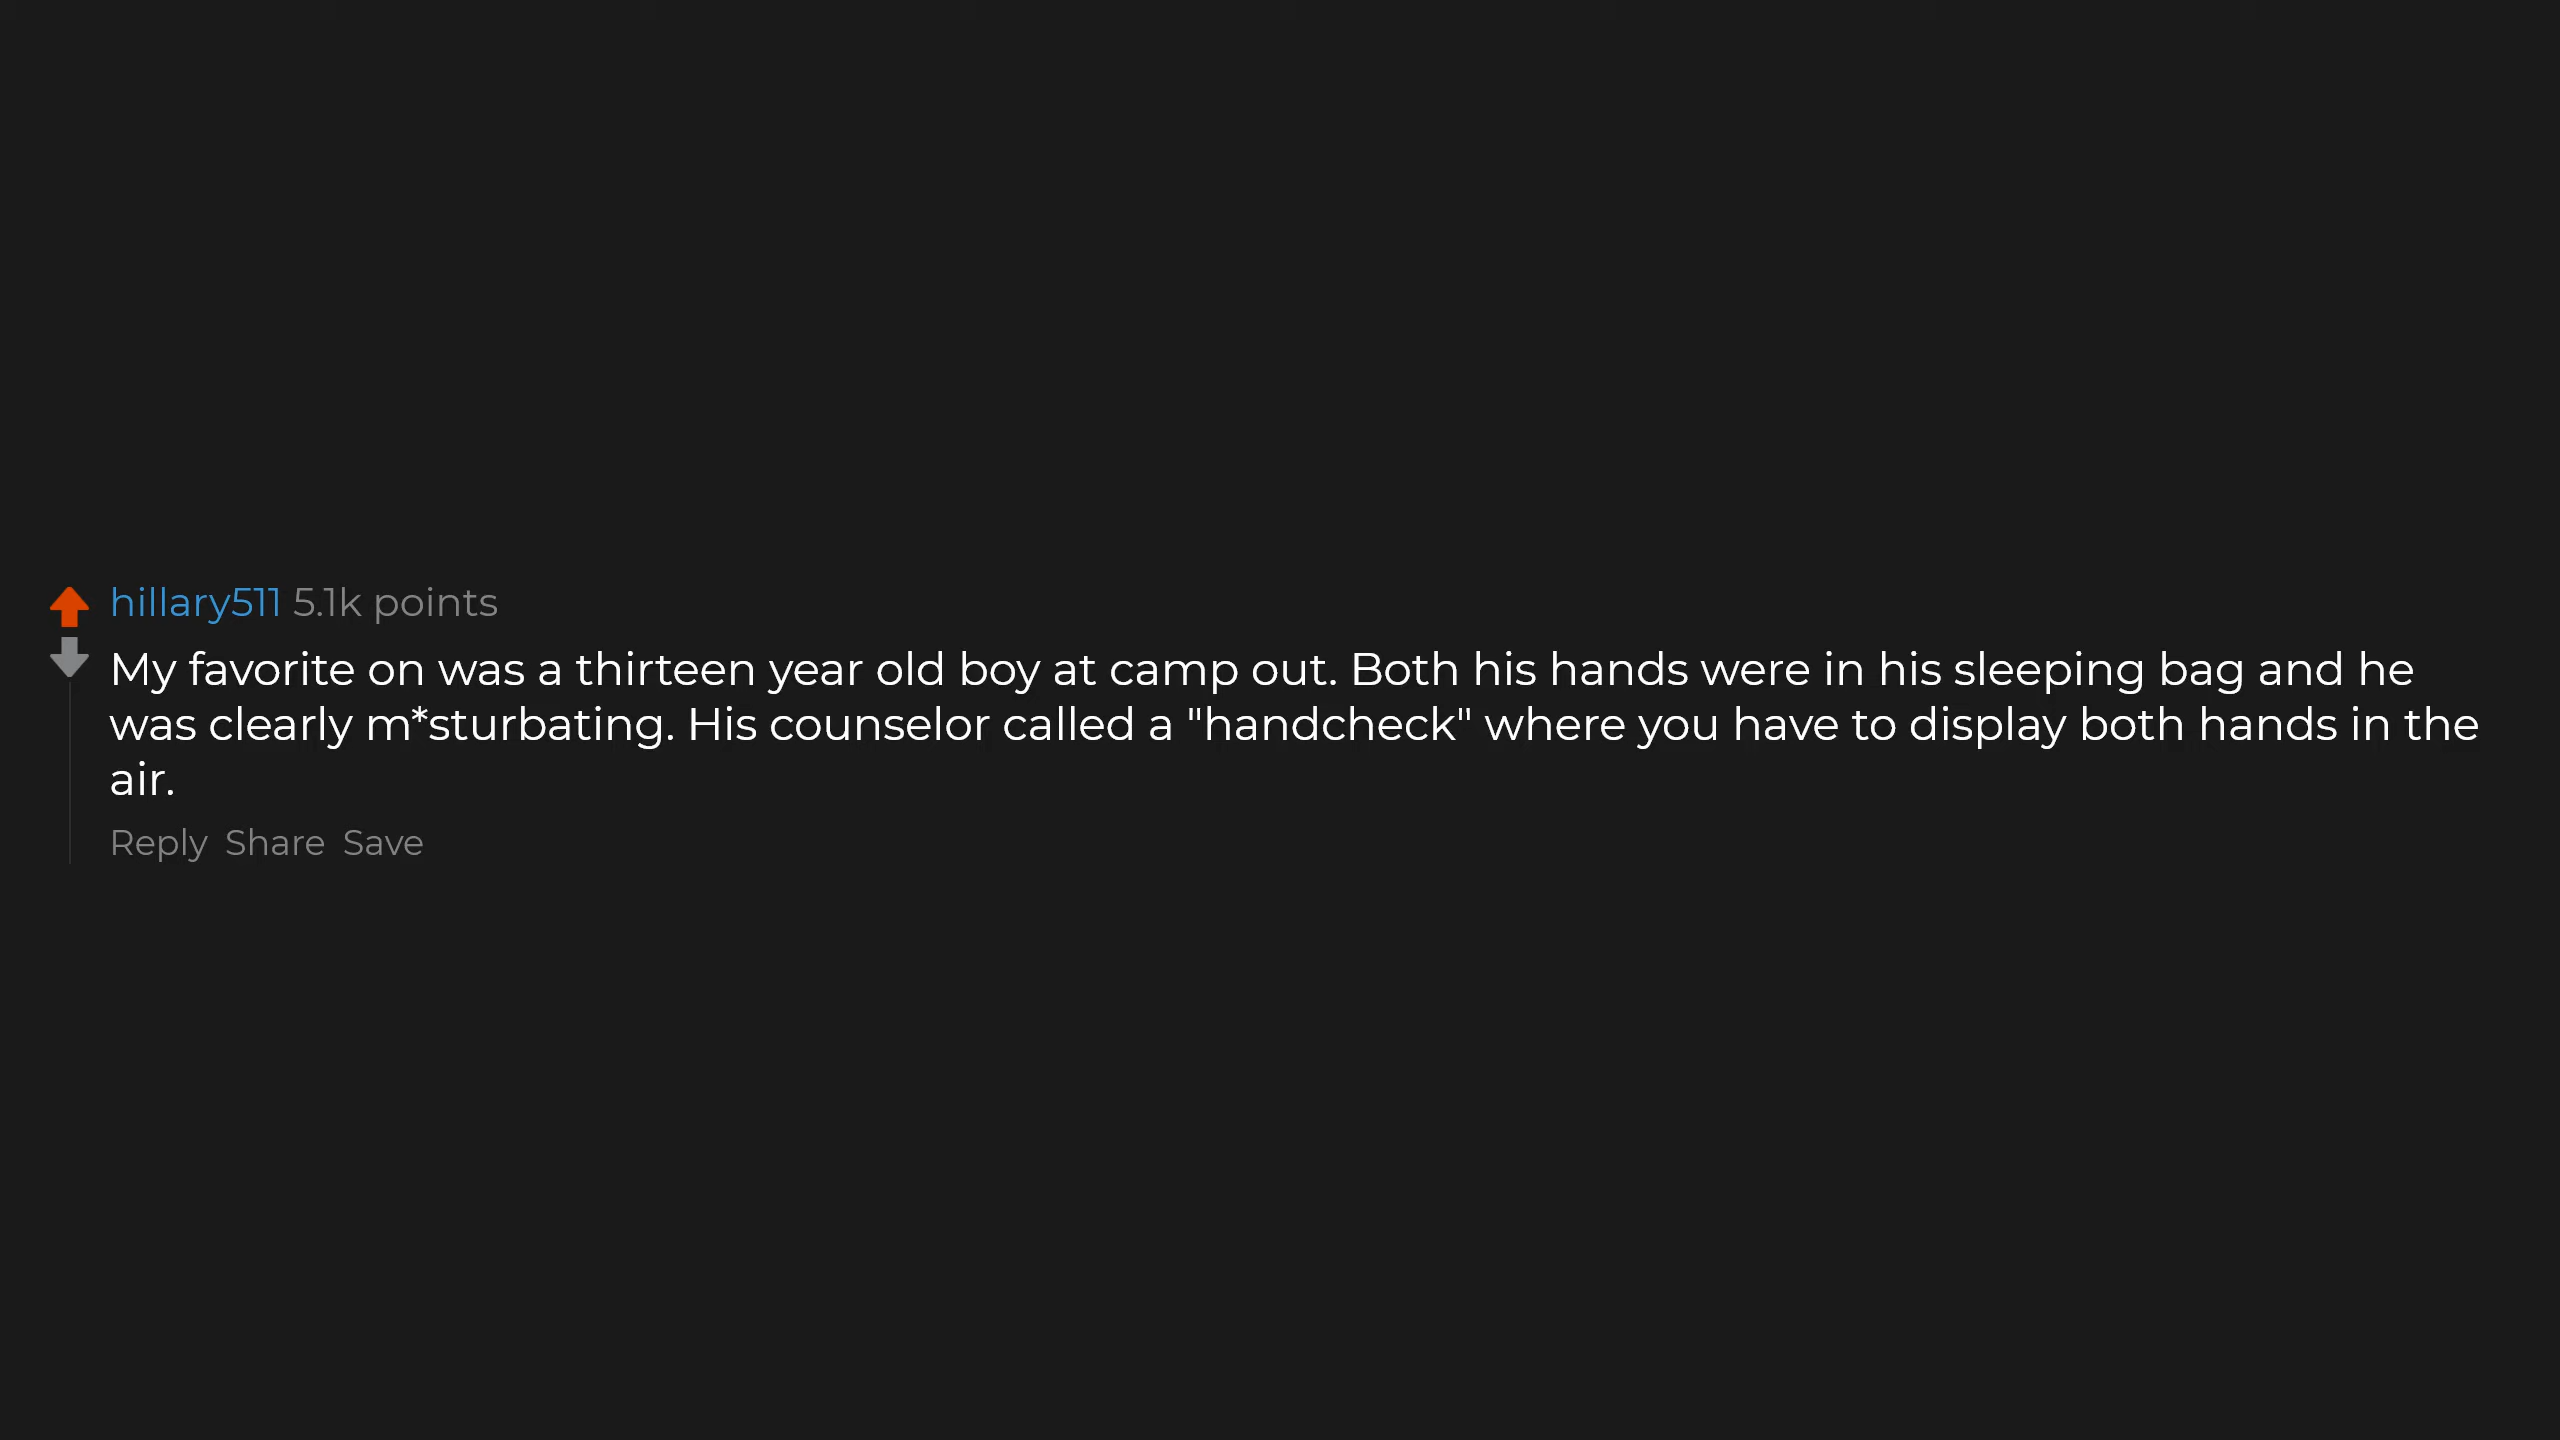 hillary511 5.1k points
My favorite on was a thirteen year old boy at camp out. Both his hands were in his sleeping bag and he
was clearly m*sturbating. His counselor called a "handcheck" where you have to display both hands in the
air.
Reply Share Save